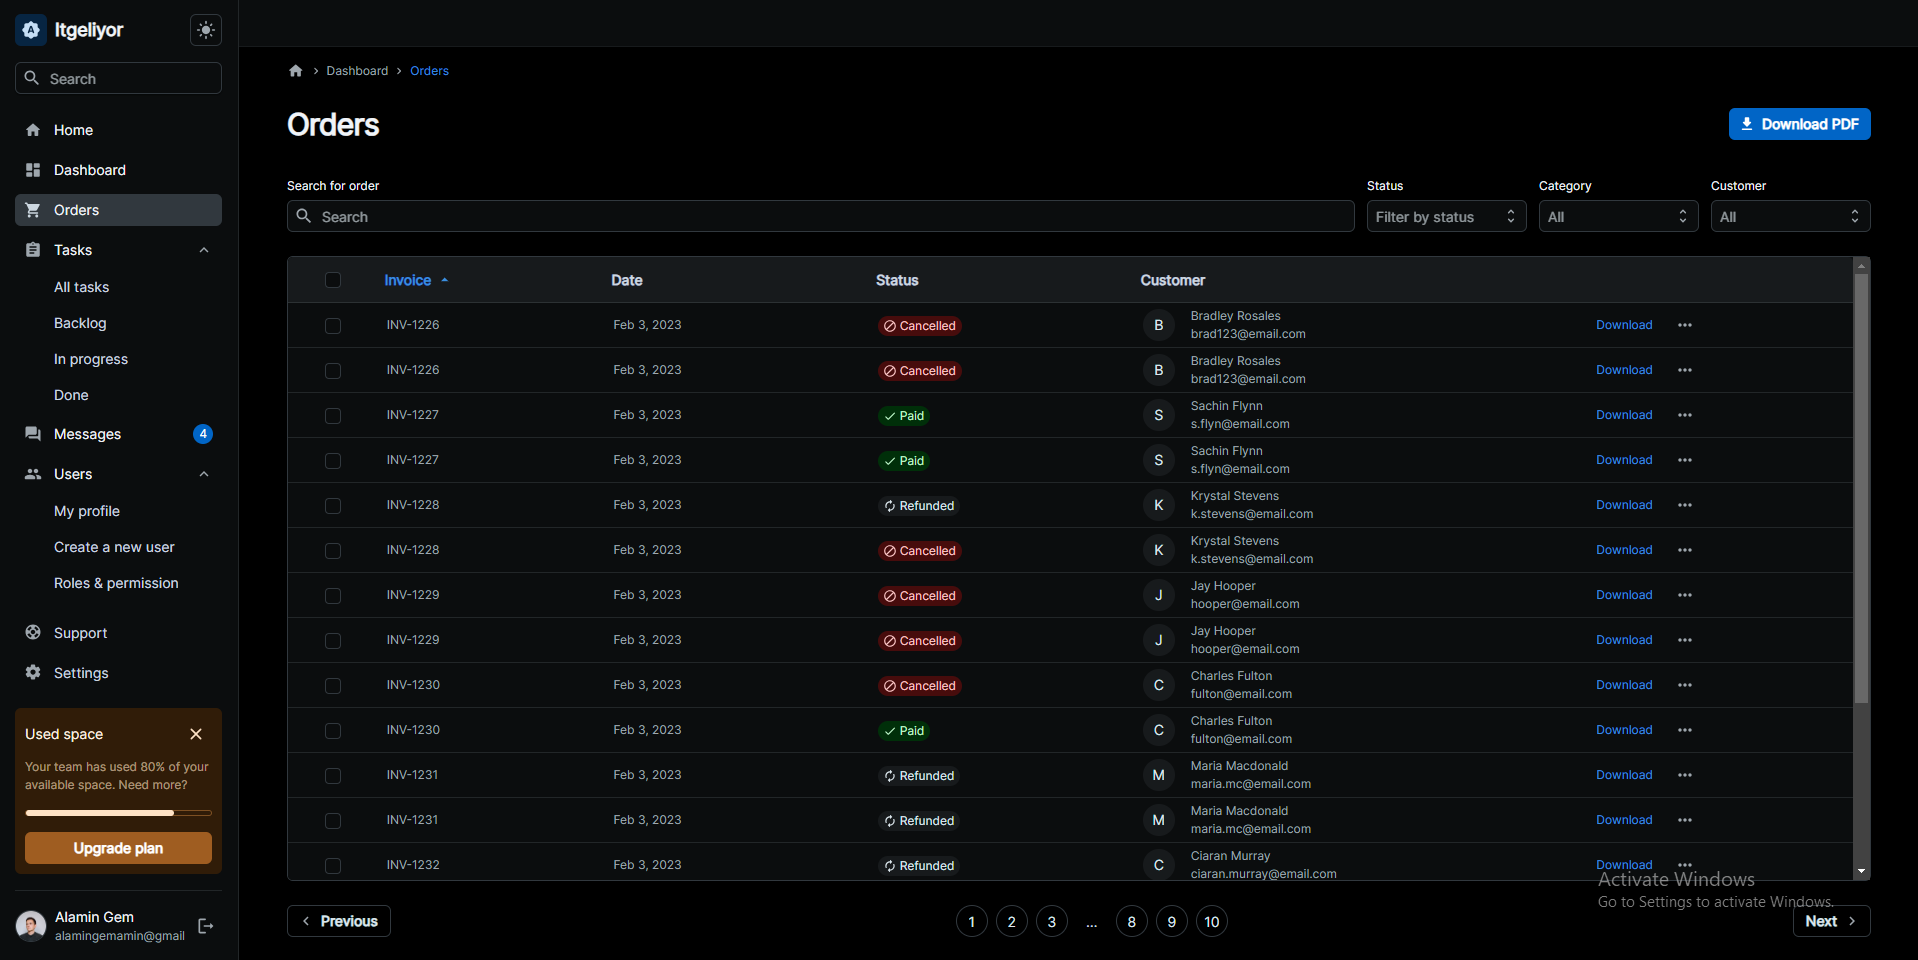 A Itgeliyor
Search
Home
Dashboard
Orders
Tasks
All tasks
Backlog
In progress
Done
Messages 4
Users
My profile
Create a new user
Roles & permission
Support
Settings
Used space
Your team has used 80% of your
available space. Need more?
Upgrade plan
Alamin Gem
alamingemamin@gmail
Dashboard Orders
Orders
Download PDF
Search for order Status Category Customer
Search Filter by status All All
Invoice Date Status Customer
INV-1226 Feb 3, 2023 Cancelled B Bradley Rosales Download
brad123@email.com
INV-1226 Feb 3, 2023 Cancelled B Bradley Rosales Download
brad123@email.com
INV-1227 Feb 3, 2023 Paid S Sachin Flynn Download
s.flyn@email.com
INV-1227 Feb 3, 2023 Paid S Sachin Flynn Download
s.flyn@email.com
INV-1228 Feb 3, 2023 Refunded K Krystal Stevens Download
k.stevens@email.com
INV-1228 Feb 3, 2023 Cancelled K Krystal Stevens Download
k.stevens@email.com
INV-1229 Feb 3, 2023 Cancelled J Jay Hooper Download
hooper@email.com
INV-1229 Feb 3, 2023 Cancelled J Jay Hooper Download
hooper@email.com
INV-1230 Feb 3, 2023 Cancelled C Charles Fulton Download
fulton@email.com
INV-1230 Feb 3, 2023 Paid C Charles Fulton Download
fulton@email.com
INV-1231 Feb 3, 2023 Refunded M Maria Macdonald Download
maria.mc@email.com
INV-1231 Feb 3, 2023 Refunded M Maria Macdonald Download
maria.mc@email.com
INV-1232 Feb 3, 2023 Refunded C Ciaran Murray Download
ciaran.murray@email.com
Activate Windows
Go to Settings to activate Windows.
Previous 1 2 3 ... 8 9 10 Next